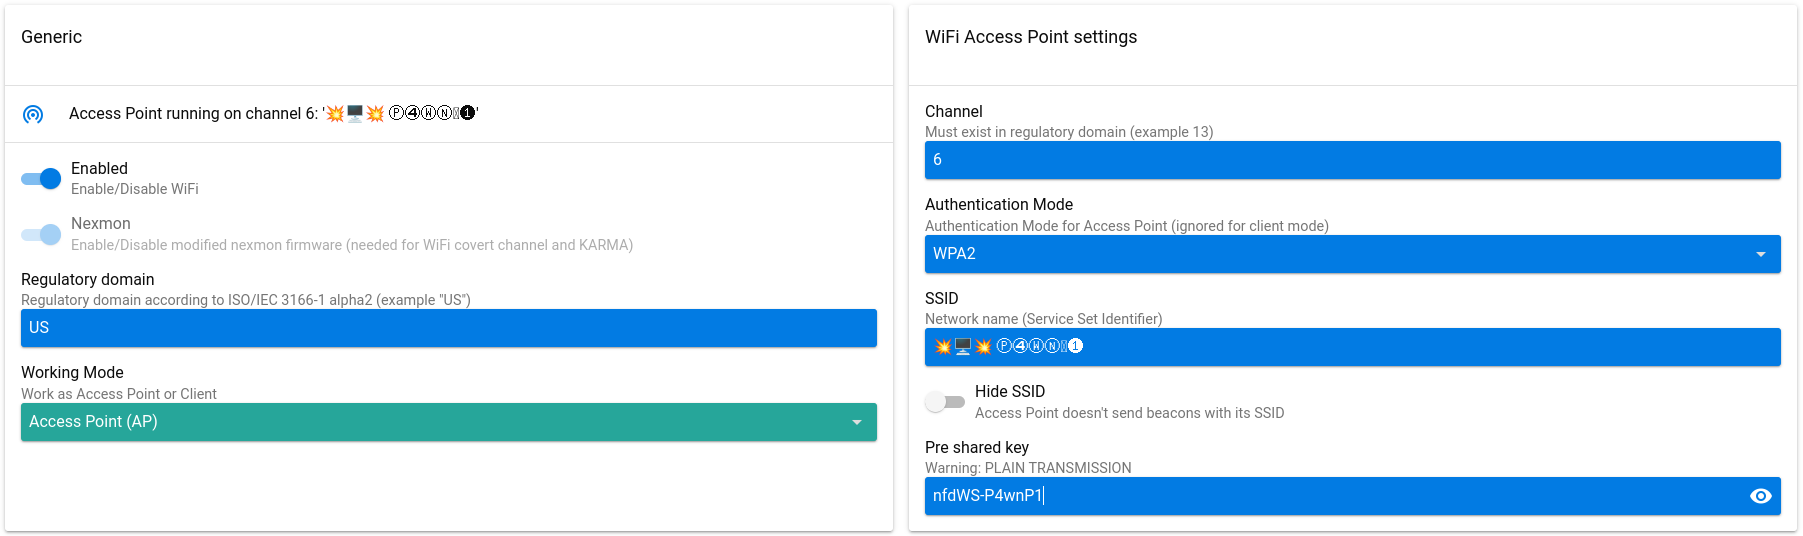 Generic
Access Point running on channel 6: '💥🖥️💥 Ⓟ④ⓌⓃ❶'
Enabled
Enable/Disable WiFi
Nexmon
Enable/Disable modified nexmon firmware (needed for WiFi covert channel and KARMA)
Regulatory domain
Regulatory domain according to ISO/IEC 3166-1 alpha2 (example "US")
US
Working Mode
Work as Access Point or Client
Access Point (AP)
WiFi Access Point settings
Channel
Must exist in regulatory domain (example 13)
6
Authentication Mode
Authentication Mode for Access Point (ignored for client mode)
WPA2
SSID
Network name (Service Set Identifier)
💥🖥️💥 Ⓟ④ⓌⓃ❶
Hide SSID
Access Point doesn't send beacons with its SSID
Pre shared key
Warning: PLAIN TRANSMISSION
nfdWS-P4wnP1